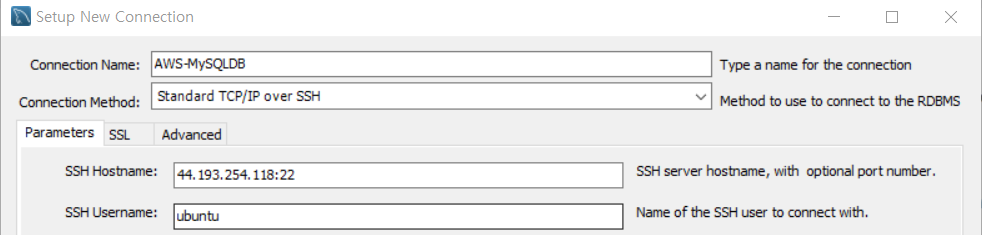 Setup New Connection
Connection Name: AWS-MySQLDB Type a name for the connection
Connection Method: Standard TCP/IP over SSH Method to use to connect to the RDBMS
Parameters SSL Advanced
SSH Hostname: 44.193.254.118:22 SSH server hostname, with optional port number.
SSH Username: ubuntu Name of the SSH user to connect with.